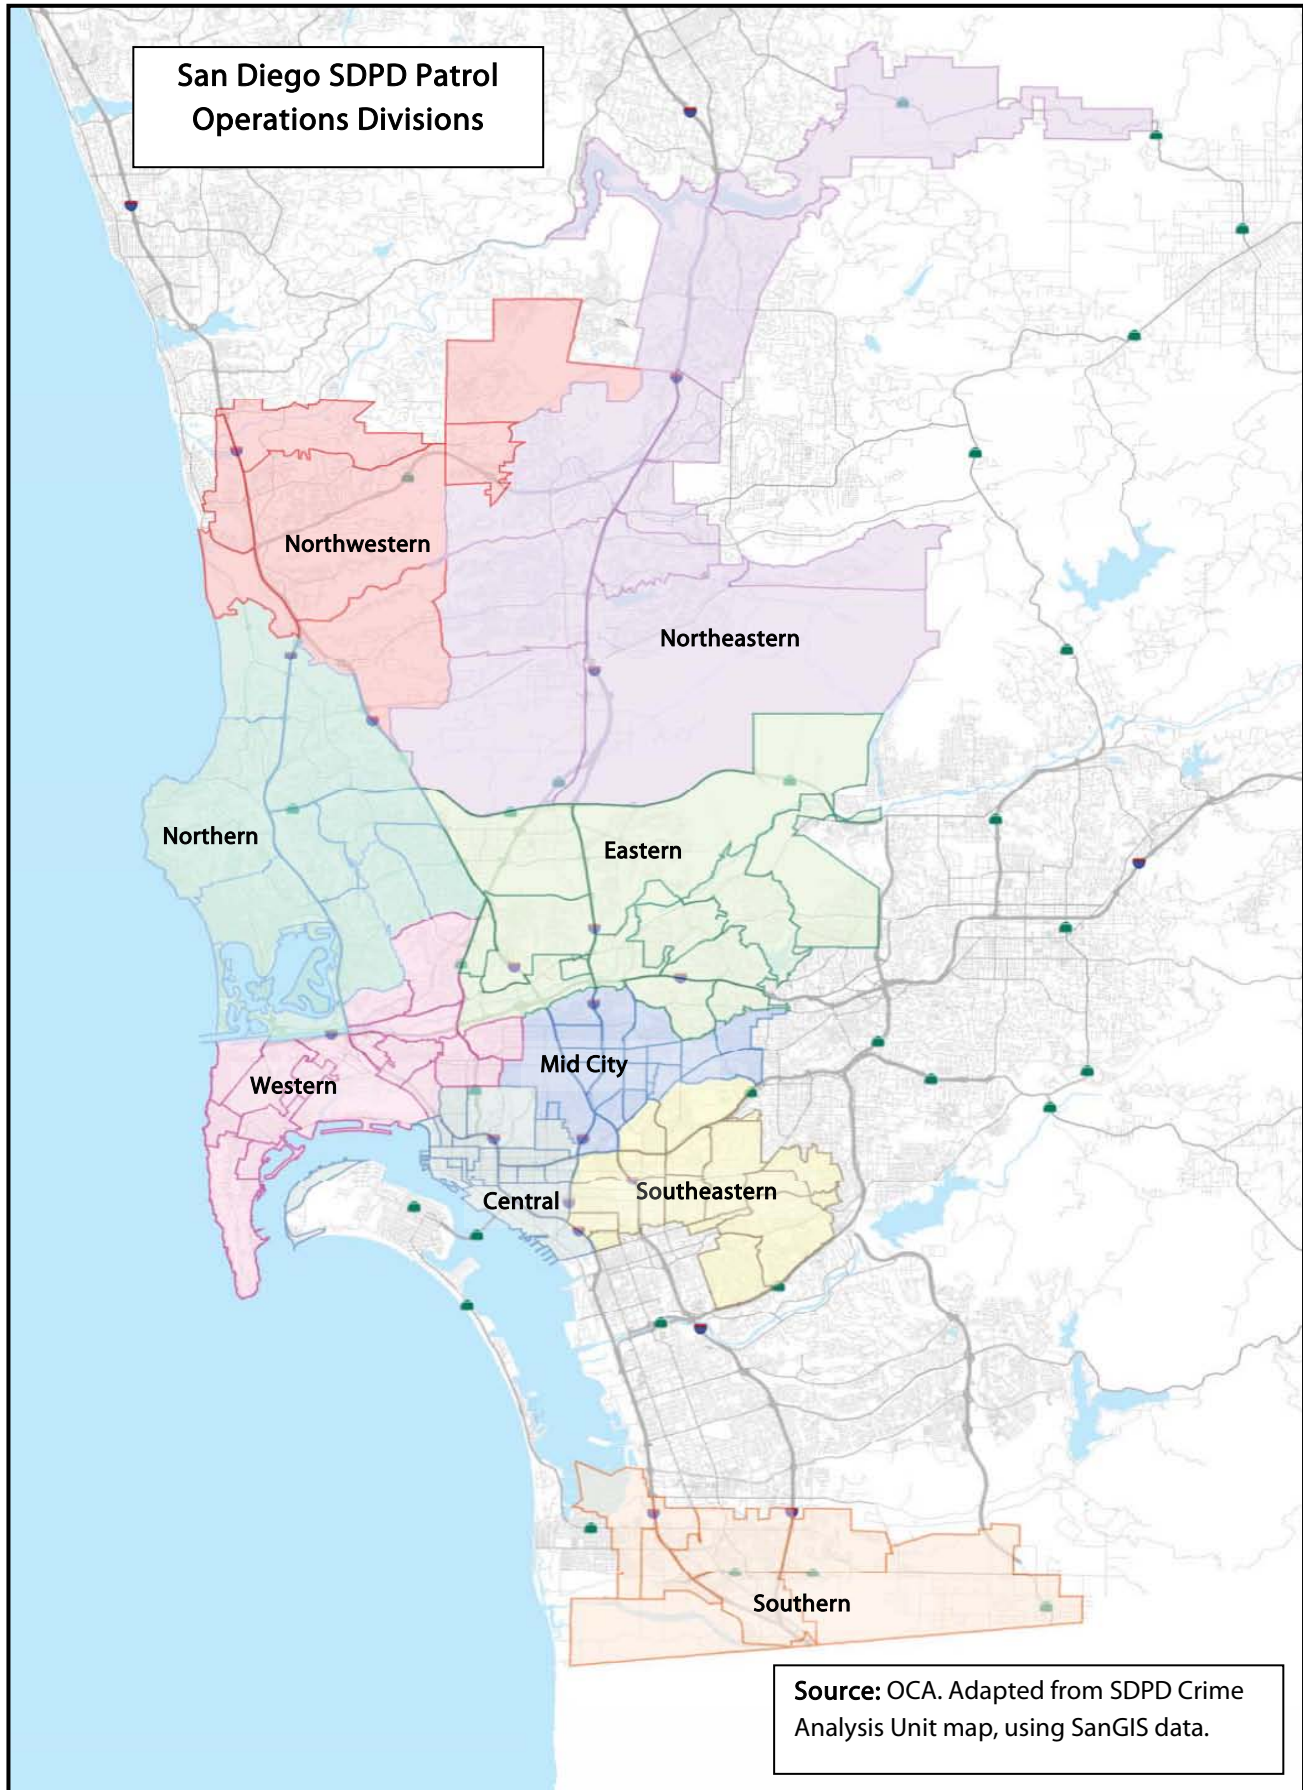 San Diego SDPD Patrol
Operations Divisions
Northwestern
Northeastern
Northern
Eastern
Mid City
Western
Southeastern
Central
Southern
Source: OCA. Adapted from SDPD Crime
Analysis Unit map, using SanGIS data.